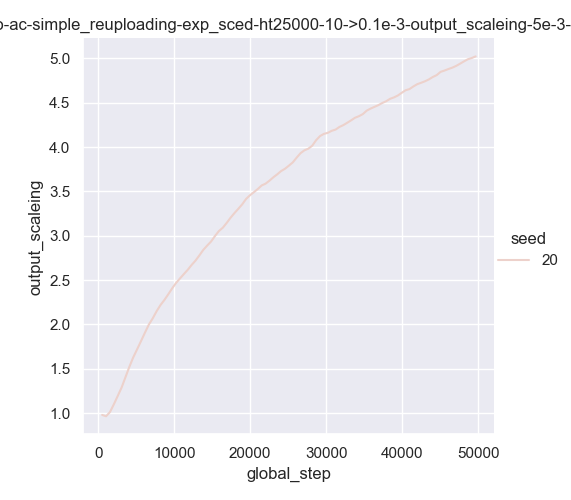 o-ac-simple_reuploading-exp_sced-ht25000-10->0.1e-3-output_scaleing-5e-3-
5.0
4.5
4.0
3.5
3.0
2.5
2.0
1.5
1.0
output_scaleing
0 10000 20000 30000 40000 50000
global_step
seed
20